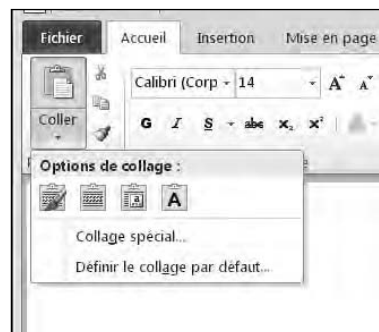 Fichier Accueil Insertion Mise en page
Calibri (Corp 14 A A
Coller
G I S abc x₂ x² A
Options de collage :
a A
Collage spécial...
Définir le collage par défaut...